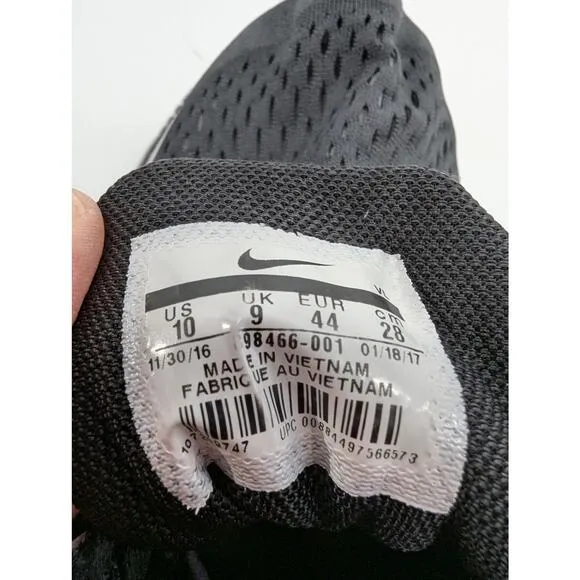 US UK EUR cm
10 9 44 28
11/30/16 98466-001 01/18/17
MADE IN VIETNAM
FABRIQUE AU VIETNAM
UPC 00884497566573